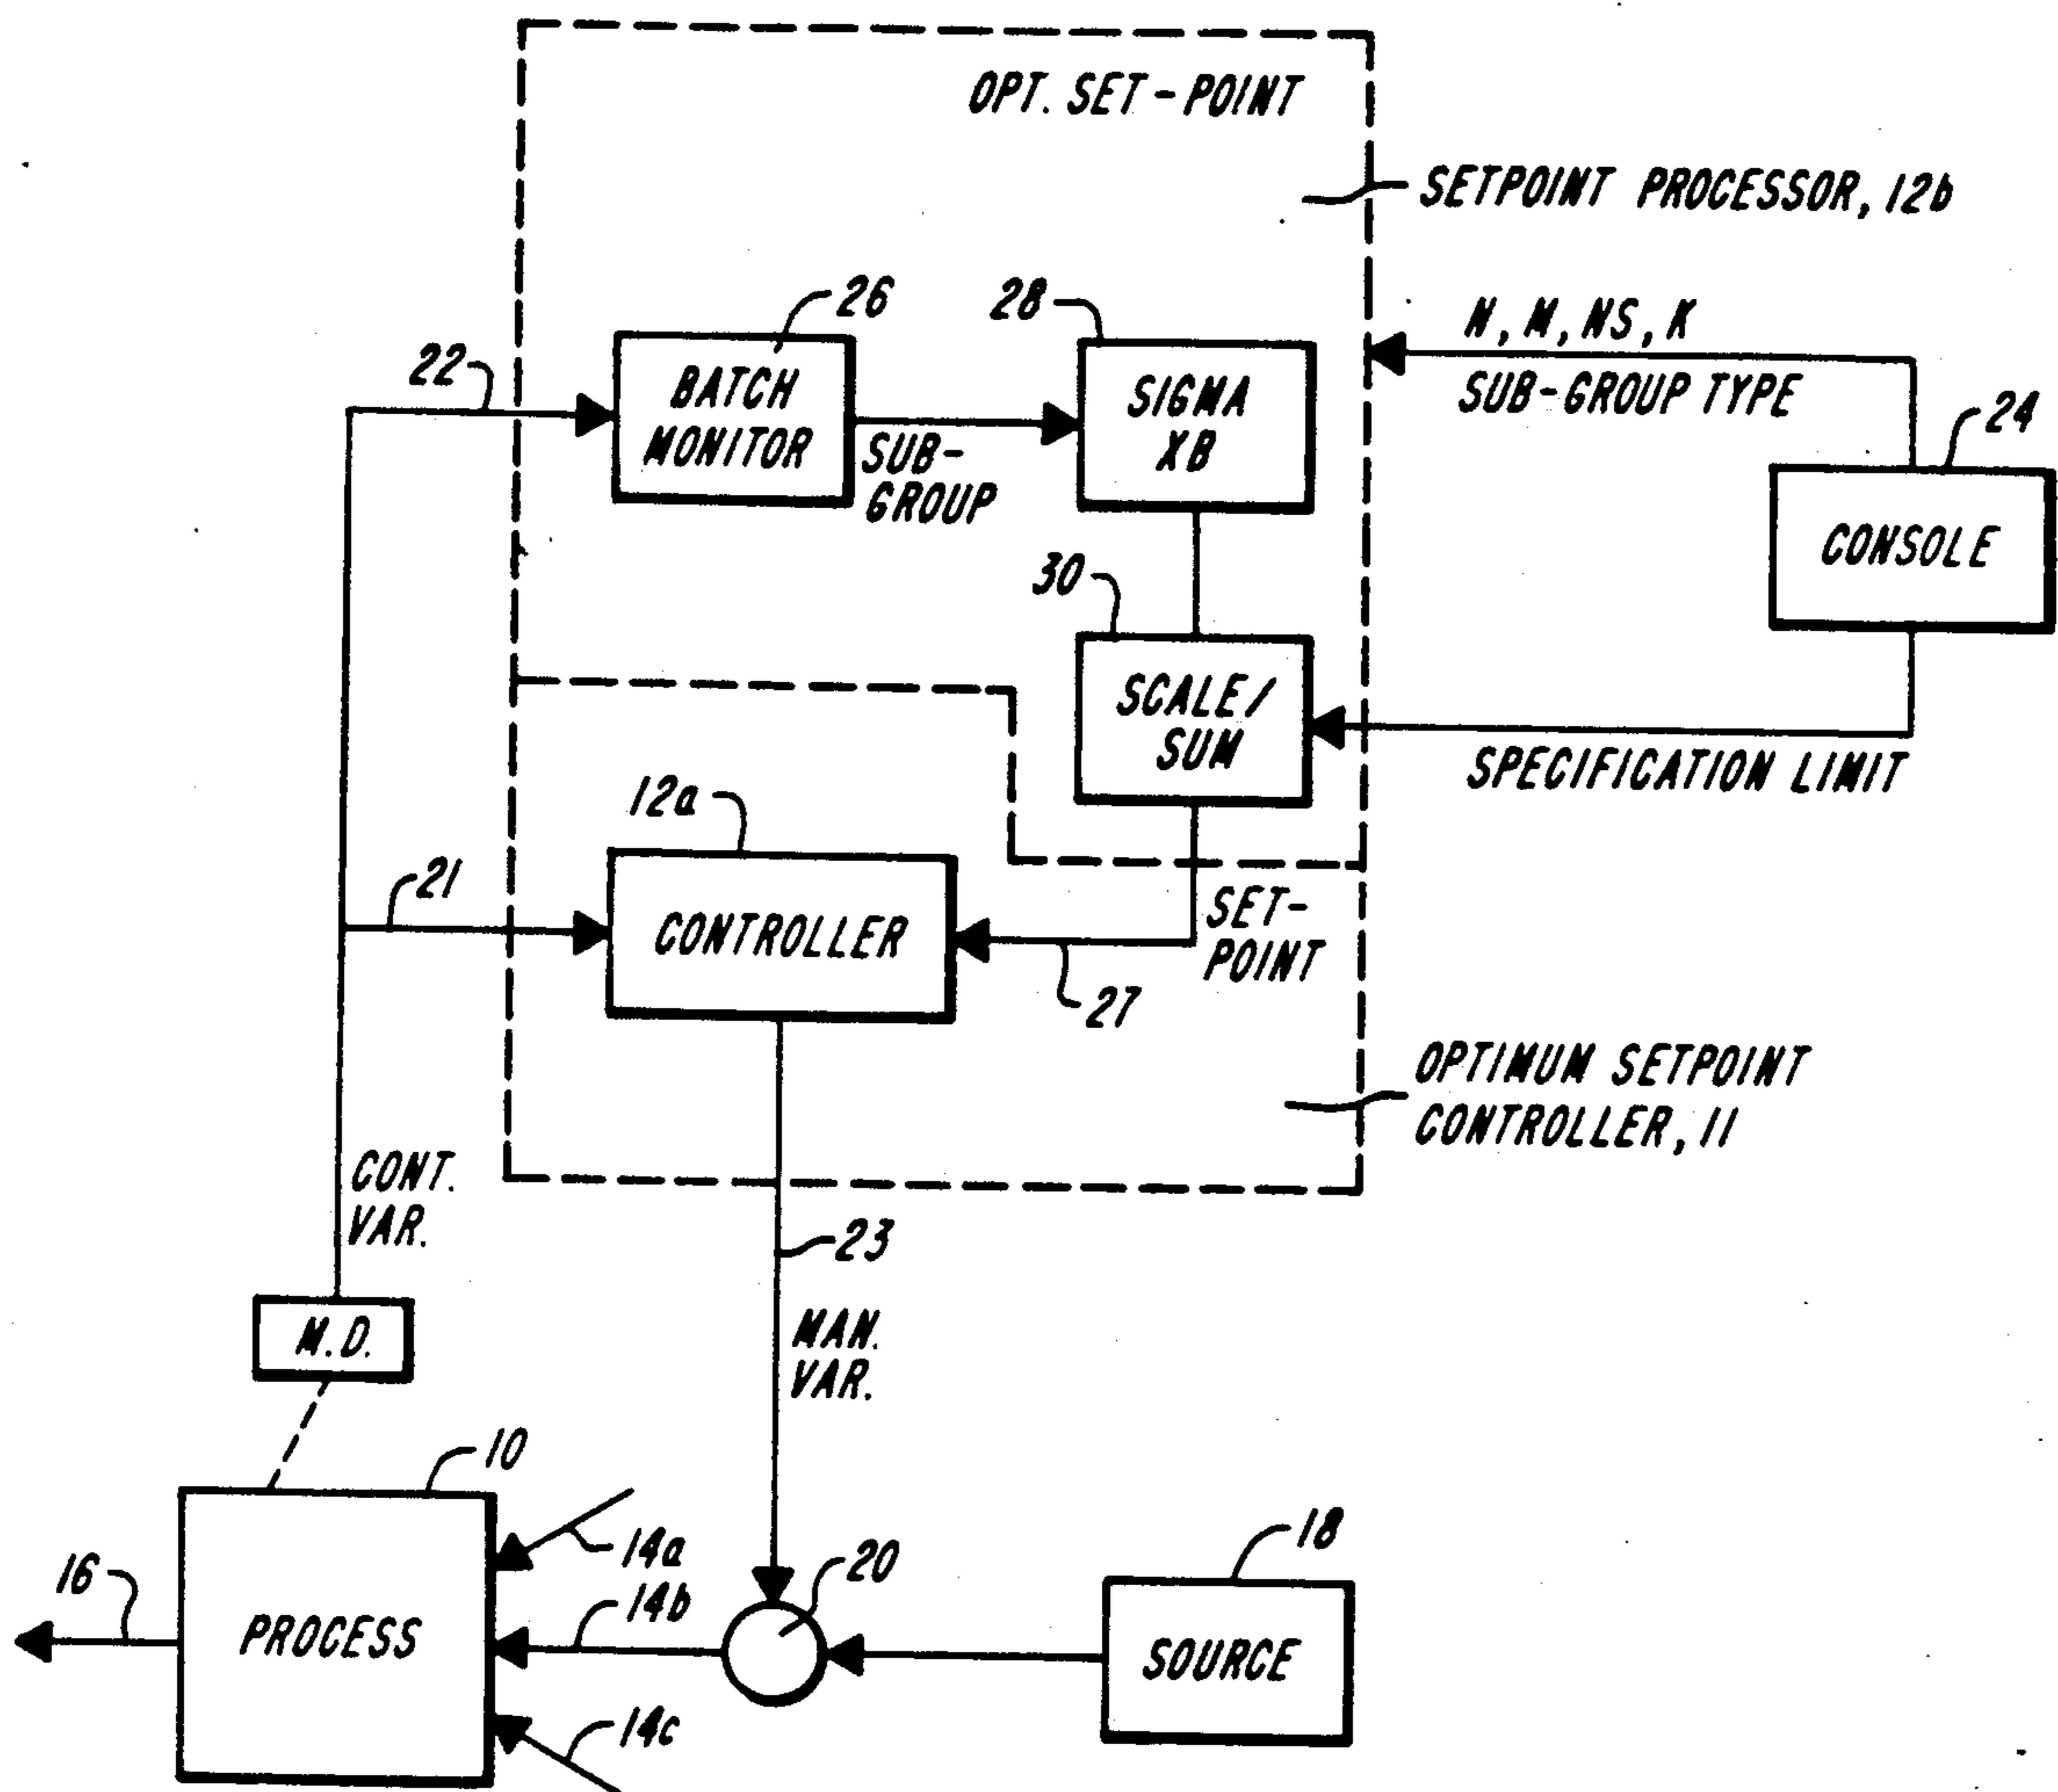 OPT. SET-POINT
SETPOINT PROCESSOR, 12b
26
28
N, M, NS, K
22
BATCH
MONITOR
SIGMA
XB
SUB-GROUP TYPE
24
SUB-
GROUP
CONSOLE
30
SCALE/
SUM
SPECIFICATION LIMIT
12a
21
SET-
POINT
CONTROLLER
27
OPTIMUM SETPOINT
CONTROLLER, 11
CONT.
VAR.
23
M.D.
MAN.
VAR.
10
14a
18
20
16
14b
PROCESS
SOURCE
14c